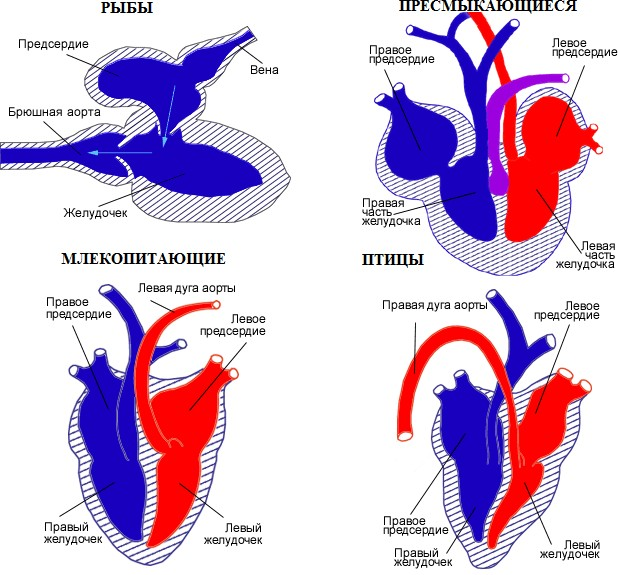 РЫБЫ
Предсердие
Вена
Брюшная аорта
Желудочек
ПРЕСМЫКАЮЩИЕСЯ
Правое
предсердие
Левое
предсердие
Правая
часть
желудочка
Левая
часть
желудочка
МЛЕКОПИТАЮЩИЕ
Левая дуга аорты
Правое
предсердие
Левое
предсердие
Правый
желудочек
Левый
желудочек
ПТИЦЫ
Правая дуга аорты
Левое
предсердие
Правое
предсердие
Правый
желудочек
Левый
желудочек